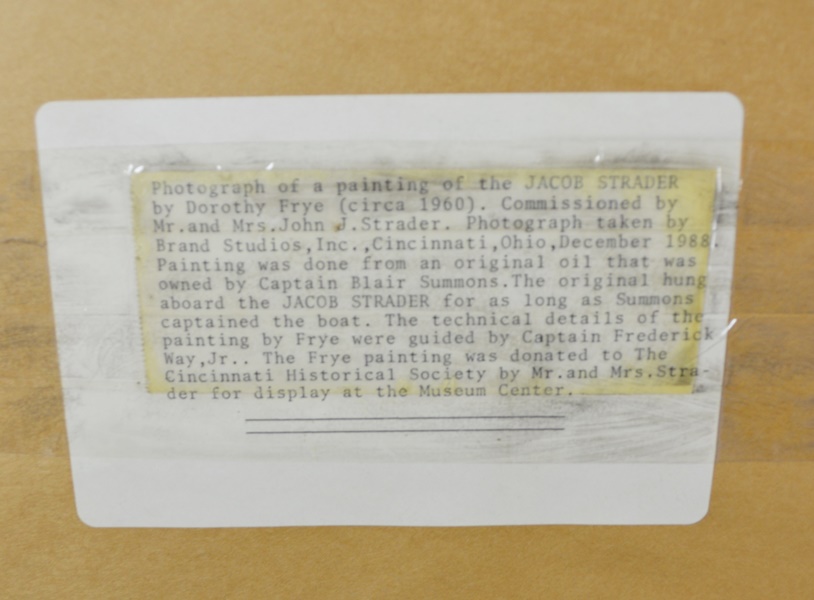 Photograph of a painting of the JACOB STRADER
by Dorothy Frye (circa 1960). Commissioned by
Mr.and Mrs.John J.Strader. Photograph taken by
Brand Studios,Inc.,Cincinnati,Ohio,December 1988.
Painting was done from an original oil that was
owned by Captain Blair Summons.The original hung
aboard the JACOB STRADER for as long as Summons
captained the boat. The technical details of the
painting by Frye were guided by Captain Frederick
Way,Jr.. The Frye painting was donated to The
Cincinnati Historical Society by Mr.and Mrs.Stra-
der for display at the Museum Center.